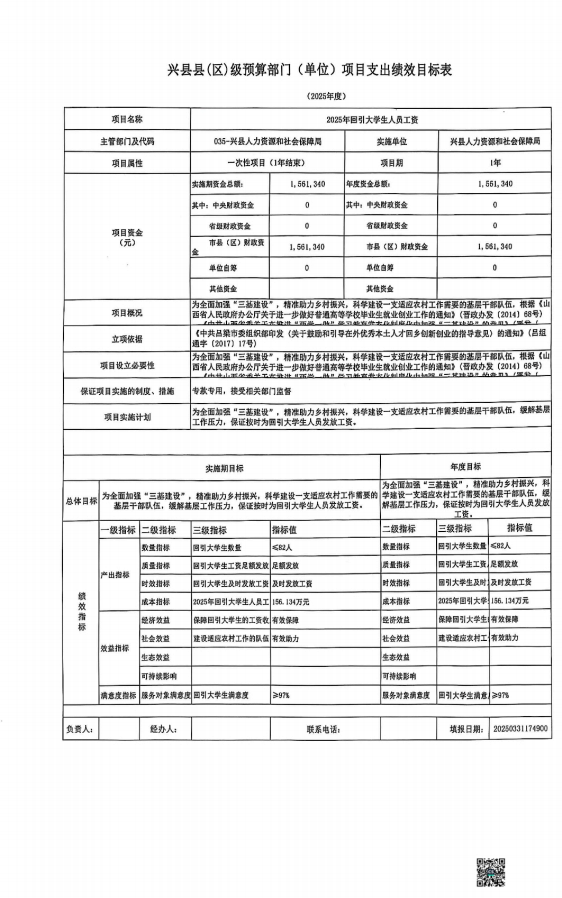 兴县县(区)级预算部门（单位）项目支出绩效目标表
（2025年度）
项目名称 2025年回引大学生人员工资
主管部门及代码 035-兴县人力资源和社会保障局 实施单位 兴县人力资源和社会保障局
项目属性 一次性项目（1年结束） 项目期 1年
项目资金（元）
实施期资金总额： 1,561,340 年度资金总额： 1,561,340
其中：中央财政资金 0 其中：中央财政资金 0
省级财政资金 0 省级财政资金 0
市县（区）财政资金 1,561,340 市县（区）财政资金 1,561,340
单位自筹 0 单位自筹 0
其他资金 其他资金
项目概况
为全面加强“三基建设”，精准助力乡村振兴，科学建设一支适应农村工作需要的基层干部队伍，根据《山
西省人民政府办公厅关于进一步做好普通高等学校毕业生就业创业工作的通知》（晋政办发〔2014〕68号）
立项依据
《中共吕梁市委组织部印发〈关于鼓励和引导在外优秀本土人才回乡创新创业的指导意见〉的通知》（吕组
通字〔2017〕17号）
项目设立必要性
为全面加强“三基建设”，精准助力乡村振兴，科学建设一支适应农村工作需要的基层干部队伍，根据《山
西省人民政府办公厅关于进一步做好普通高等学校毕业生就业创业工作的通知》（晋政办发〔2014〕68号）
保证项目实施的制度、措施 专款专用，接受相关部门监督
项目实施计划
为全面加强“三基建设”，精准助力乡村振兴，科学建设一支适应农村工作需要的基层干部队伍，缓解基层
工作压力，保证按时为回引大学生人员发放工资。
实施期目标 年度目标
总体目标
为全面加强“三基建设”，精准助力乡村振兴，科学建设一支适应农村工作需要的
基层干部队伍，缓解基层工作压力，保证按时为回引大学生人员发放工资。
为全面加强“三基建设”，精准助力乡村振兴，科
学建设一支适应农村工作需要的基层干部队伍，缓
解基层工作压力，保证按时为回引大学生人员发放
工资。
绩效指标
一级指标 二级指标 三级指标 指标值 二级指标 三级指标 指标值
产出指标
数量指标 回引大学生数量 ≤82人 数量指标 回引大学生数量 ≤82人
质量指标 回引大学生工资足额发放 足额发放 质量指标 回引大学生工资 足额发放
时效指标 回引大学生及时发放工资 及时发放工资 时效指标 回引大学生及时 及时发放工资
成本指标 2025年回引大学生人员工 156.134万元 成本指标 2025年回引大学 156.134万元
效益指标
经济效益 保障回引大学生的工资收 有效保障 经济效益 保障回引大学生 有效保障
社会效益 建设适应农村工作的队伍 有效助力 社会效益 建设适应农村工 有效助力
生态效益 生态效益
可持续影响 可持续影响
满意度指标 服务对象满意度 回引大学生满意度 ≥97% 服务对象满意度 回引大学生满意 ≥97%
负责人： 经办人： 联系电话： 填报日期： 20250331174900